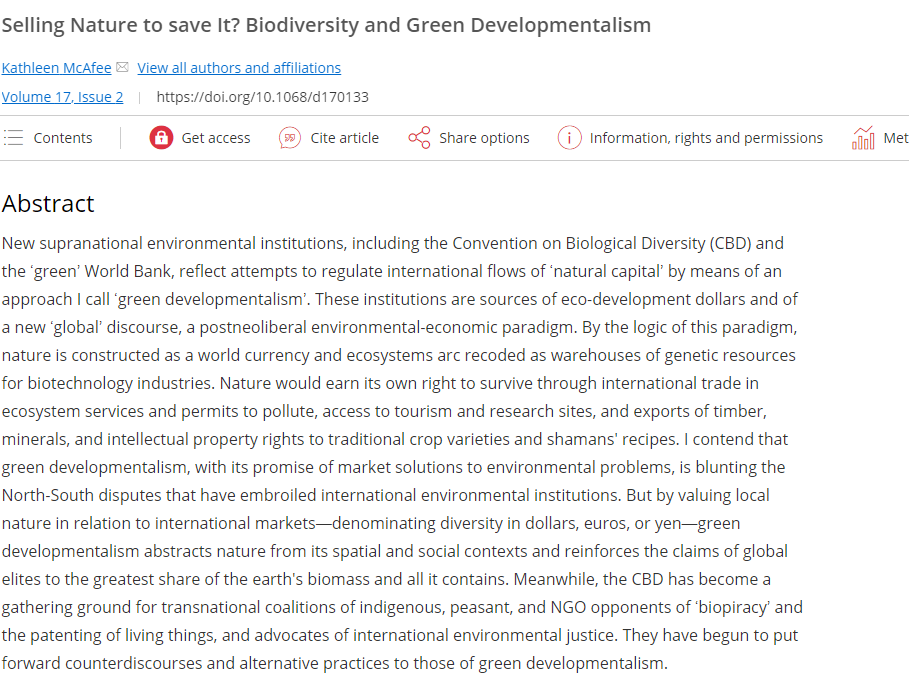 Selling Nature to save It? Biodiversity and Green Developmentalism
Kathleen McAfee View all authors and affiliations
Volume 17, Issue 2 https://doi.org/10.1068/d170133
Contents Get access Cite article Share options Information, rights and permissions Met
Abstract
New supranational environmental institutions, including the Convention on Biological Diversity (CBD) and
the ‘green’ World Bank, reflect attempts to regulate international flows of ‘natural capital’ by means of an
approach I call ‘green developmentalism’. These institutions are sources of eco-development dollars and of
a new ‘global’ discourse, a postneoliberal environmental-economic paradigm. By the logic of this paradigm,
nature is constructed as a world currency and ecosystems arc recoded as warehouses of genetic resources
for biotechnology industries. Nature would earn its own right to survive through international trade in
ecosystem services and permits to pollute, access to tourism and research sites, and exports of timber,
minerals, and intellectual property rights to traditional crop varieties and shamans' recipes. I contend that
green developmentalism, with its promise of market solutions to environmental problems, is blunting the
North-South disputes that have embroiled international environmental institutions. But by valuing local
nature in relation to international markets—denominating diversity in dollars, euros, or yen—green
developmentalism abstracts nature from its spatial and social contexts and reinforces the claims of global
elites to the greatest share of the earth's biomass and all it contains. Meanwhile, the CBD has become a
gathering ground for transnational coalitions of indigenous, peasant, and NGO opponents of ‘biopiracy’ and
the patenting of living things, and advocates of international environmental justice. They have begun to put
forward counterdiscourses and alternative practices to those of green developmentalism.